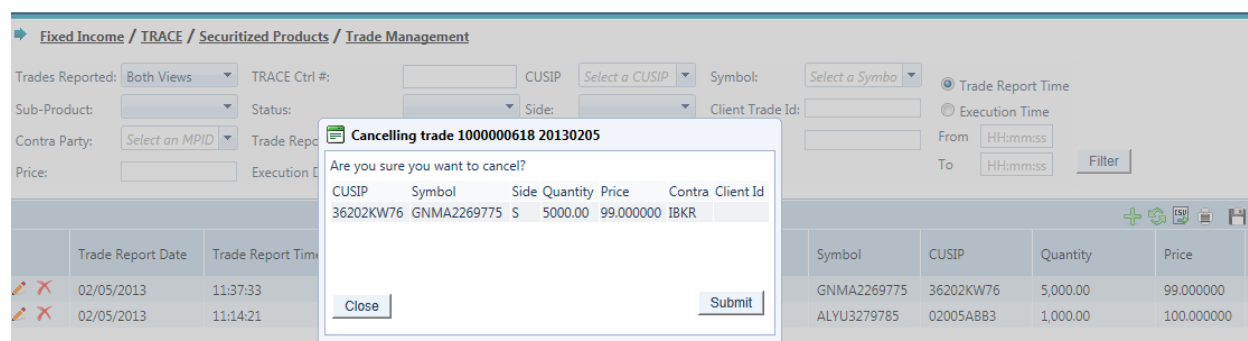 Fixed Income / TRACE / Securitized Products / Trade Management
Trades Reported: Both Views TRACE Ctrl #: CUSIP Select a CUSIP Symbol: Select a Symbo Trade Report Time
Sub-Product: Status: Side: Client Trade Id: Execution Time
Contra Party: Select an MPID Trade Repo From HH:mm:ss
Price: Execution D To HH:mm:ss Filter
Cancelling trade 1000000618 20130205
Are you sure you want to cancel?
CUSIP Symbol Side Quantity Price Contra Client Id
36202KW76 GNMA2269775 S 5000.00 99.000000 IBKR
Close Submit
CSV
Trade Report Date Trade Report Time Symbol CUSIP Quantity Price
02/05/2013 11:37:33 GNMA2269775 36202KW76 5,000.00 99.000000
02/05/2013 11:14:21 ALYU3279785 02005ABB3 1,000.00 100.000000